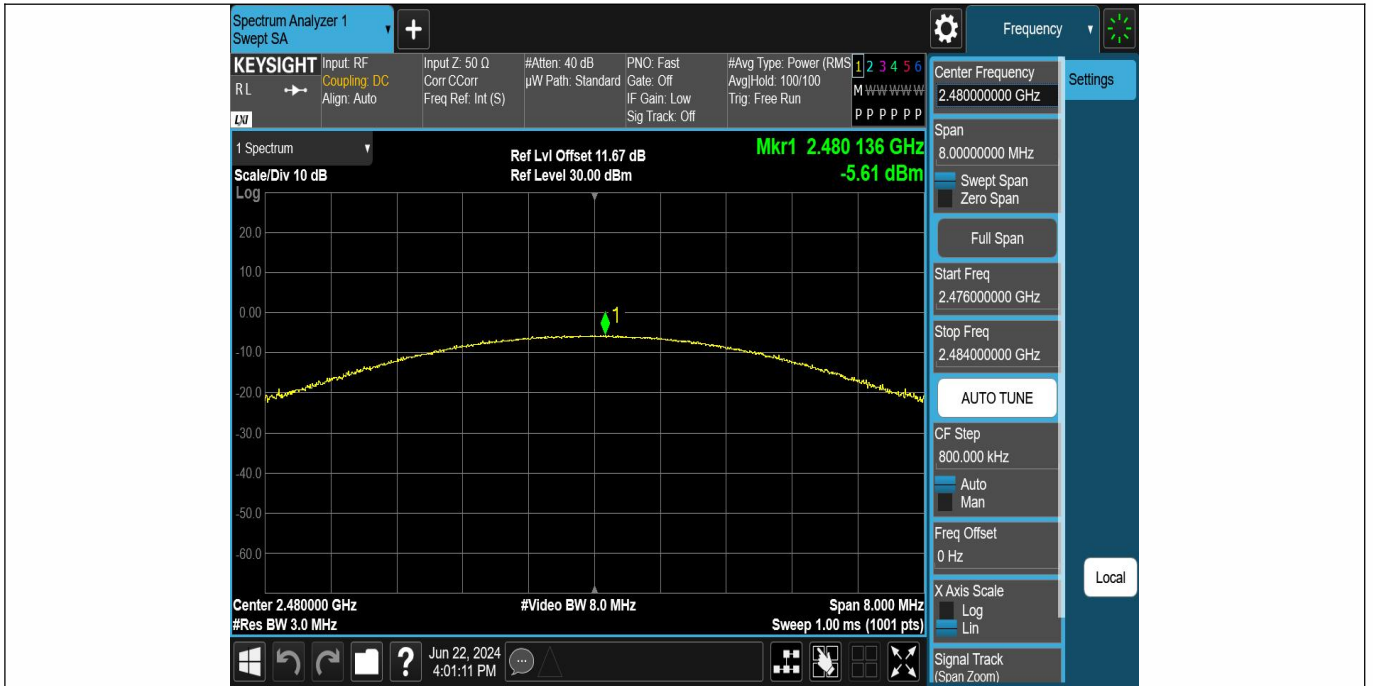 Spectrum Analyzer 1
Swept SA
+
Frequency
KEYSIGHT
R L
LXI
Input: RF
Coupling: DC
Align: Auto
Input Z: 50 Ω
Corr CCorr
Freq Ref: Int (S)
#Atten: 40 dB
µW Path: Standard
PNO: Fast
Gate: Off
IF Gain: Low
Sig Track: Off
#Avg Type: Power (RMS
Avg|Hold: 100/100
Trig: Free Run
1 2 3 4 5 6
M W W W W W
P P P P P P
1 Spectrum
Scale/Div 10 dB
Log
Ref Lvl Offset 11.67 dB
Ref Level 30.00 dBm
Mkr1 2.480 136 GHz
-5.61 dBm
20.0
10.0
0.00
-10.0
-20.0
-30.0
-40.0
-50.0
-60.0
1
Center 2.480000 GHz
#Res BW 3.0 MHz
#Video BW 8.0 MHz
Span 8.000 MHz
Sweep 1.00 ms (1001 pts)
Center Frequency
2.480000000 GHz
Settings
Span
8.00000000 MHz
Swept Span
Zero Span
Full Span
Start Freq
2.476000000 GHz
Stop Freq
2.484000000 GHz
AUTO TUNE
CF Step
800.000 kHz
Auto
Man
Freq Offset
0 Hz
X Axis Scale
Log
Lin
Local
Signal Track
(Span Zoom)
?
Jun 22, 2024
4:01:11 PM